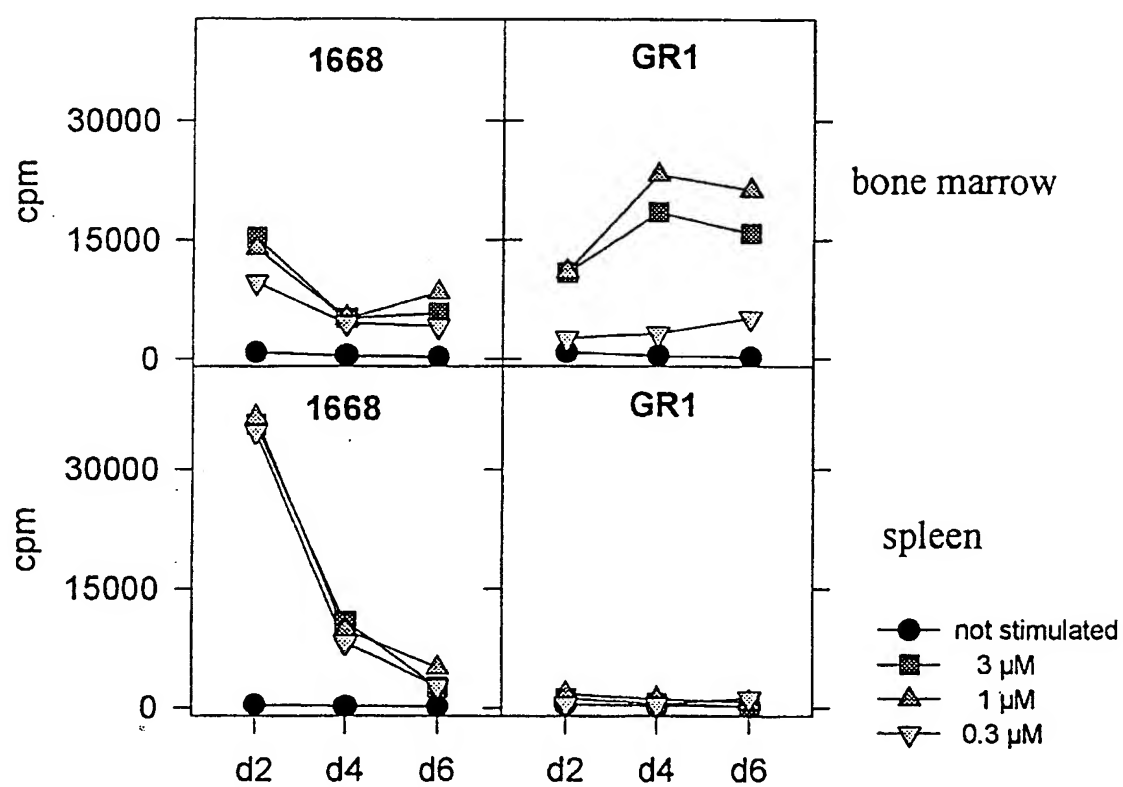 1668
GR1
30000
15000
0
cpm
bone marrow
1668
GR1
30000
15000
0
cpm
spleen
not stimulated
3 µM
1 µM
0.3 µM
d2 d4 d6 d2 d4 d6